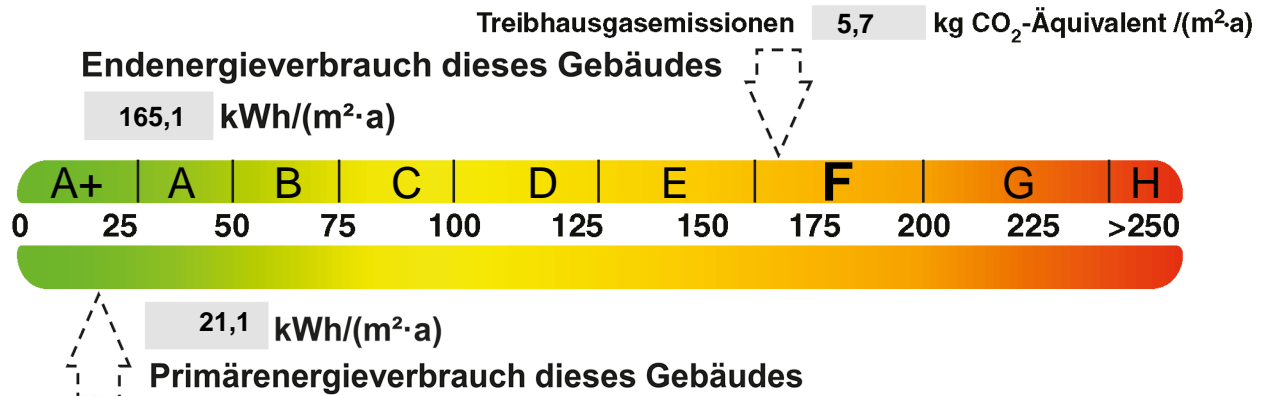 Treibhausgasemissionen 5,7 kg CO₂-Äquivalent /(m²·a)
Endenergieverbrauch dieses Gebäudes
165,1 kWh/(m²·a)
A+ A B C D E F G H
0 25 50 75 100 125 150 175 200 225 >250
21,1 kWh/(m²·a)
Primärenergieverbrauch dieses Gebäudes